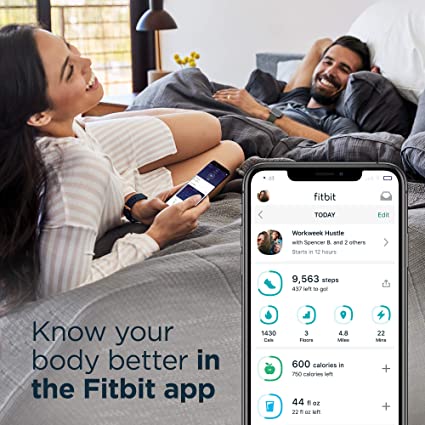 fitbit
TODAY
Edit
Workweek Hustle
with Spencer B. and 2 others
Starts in 12 hours
9,563 steps
437 left to go!
1430 3 4.8 22
Cals Floors Miles Mins
600 calories in
750 calories left
44 fl oz
22 fl oz left
Know your
body better in
the Fitbit app